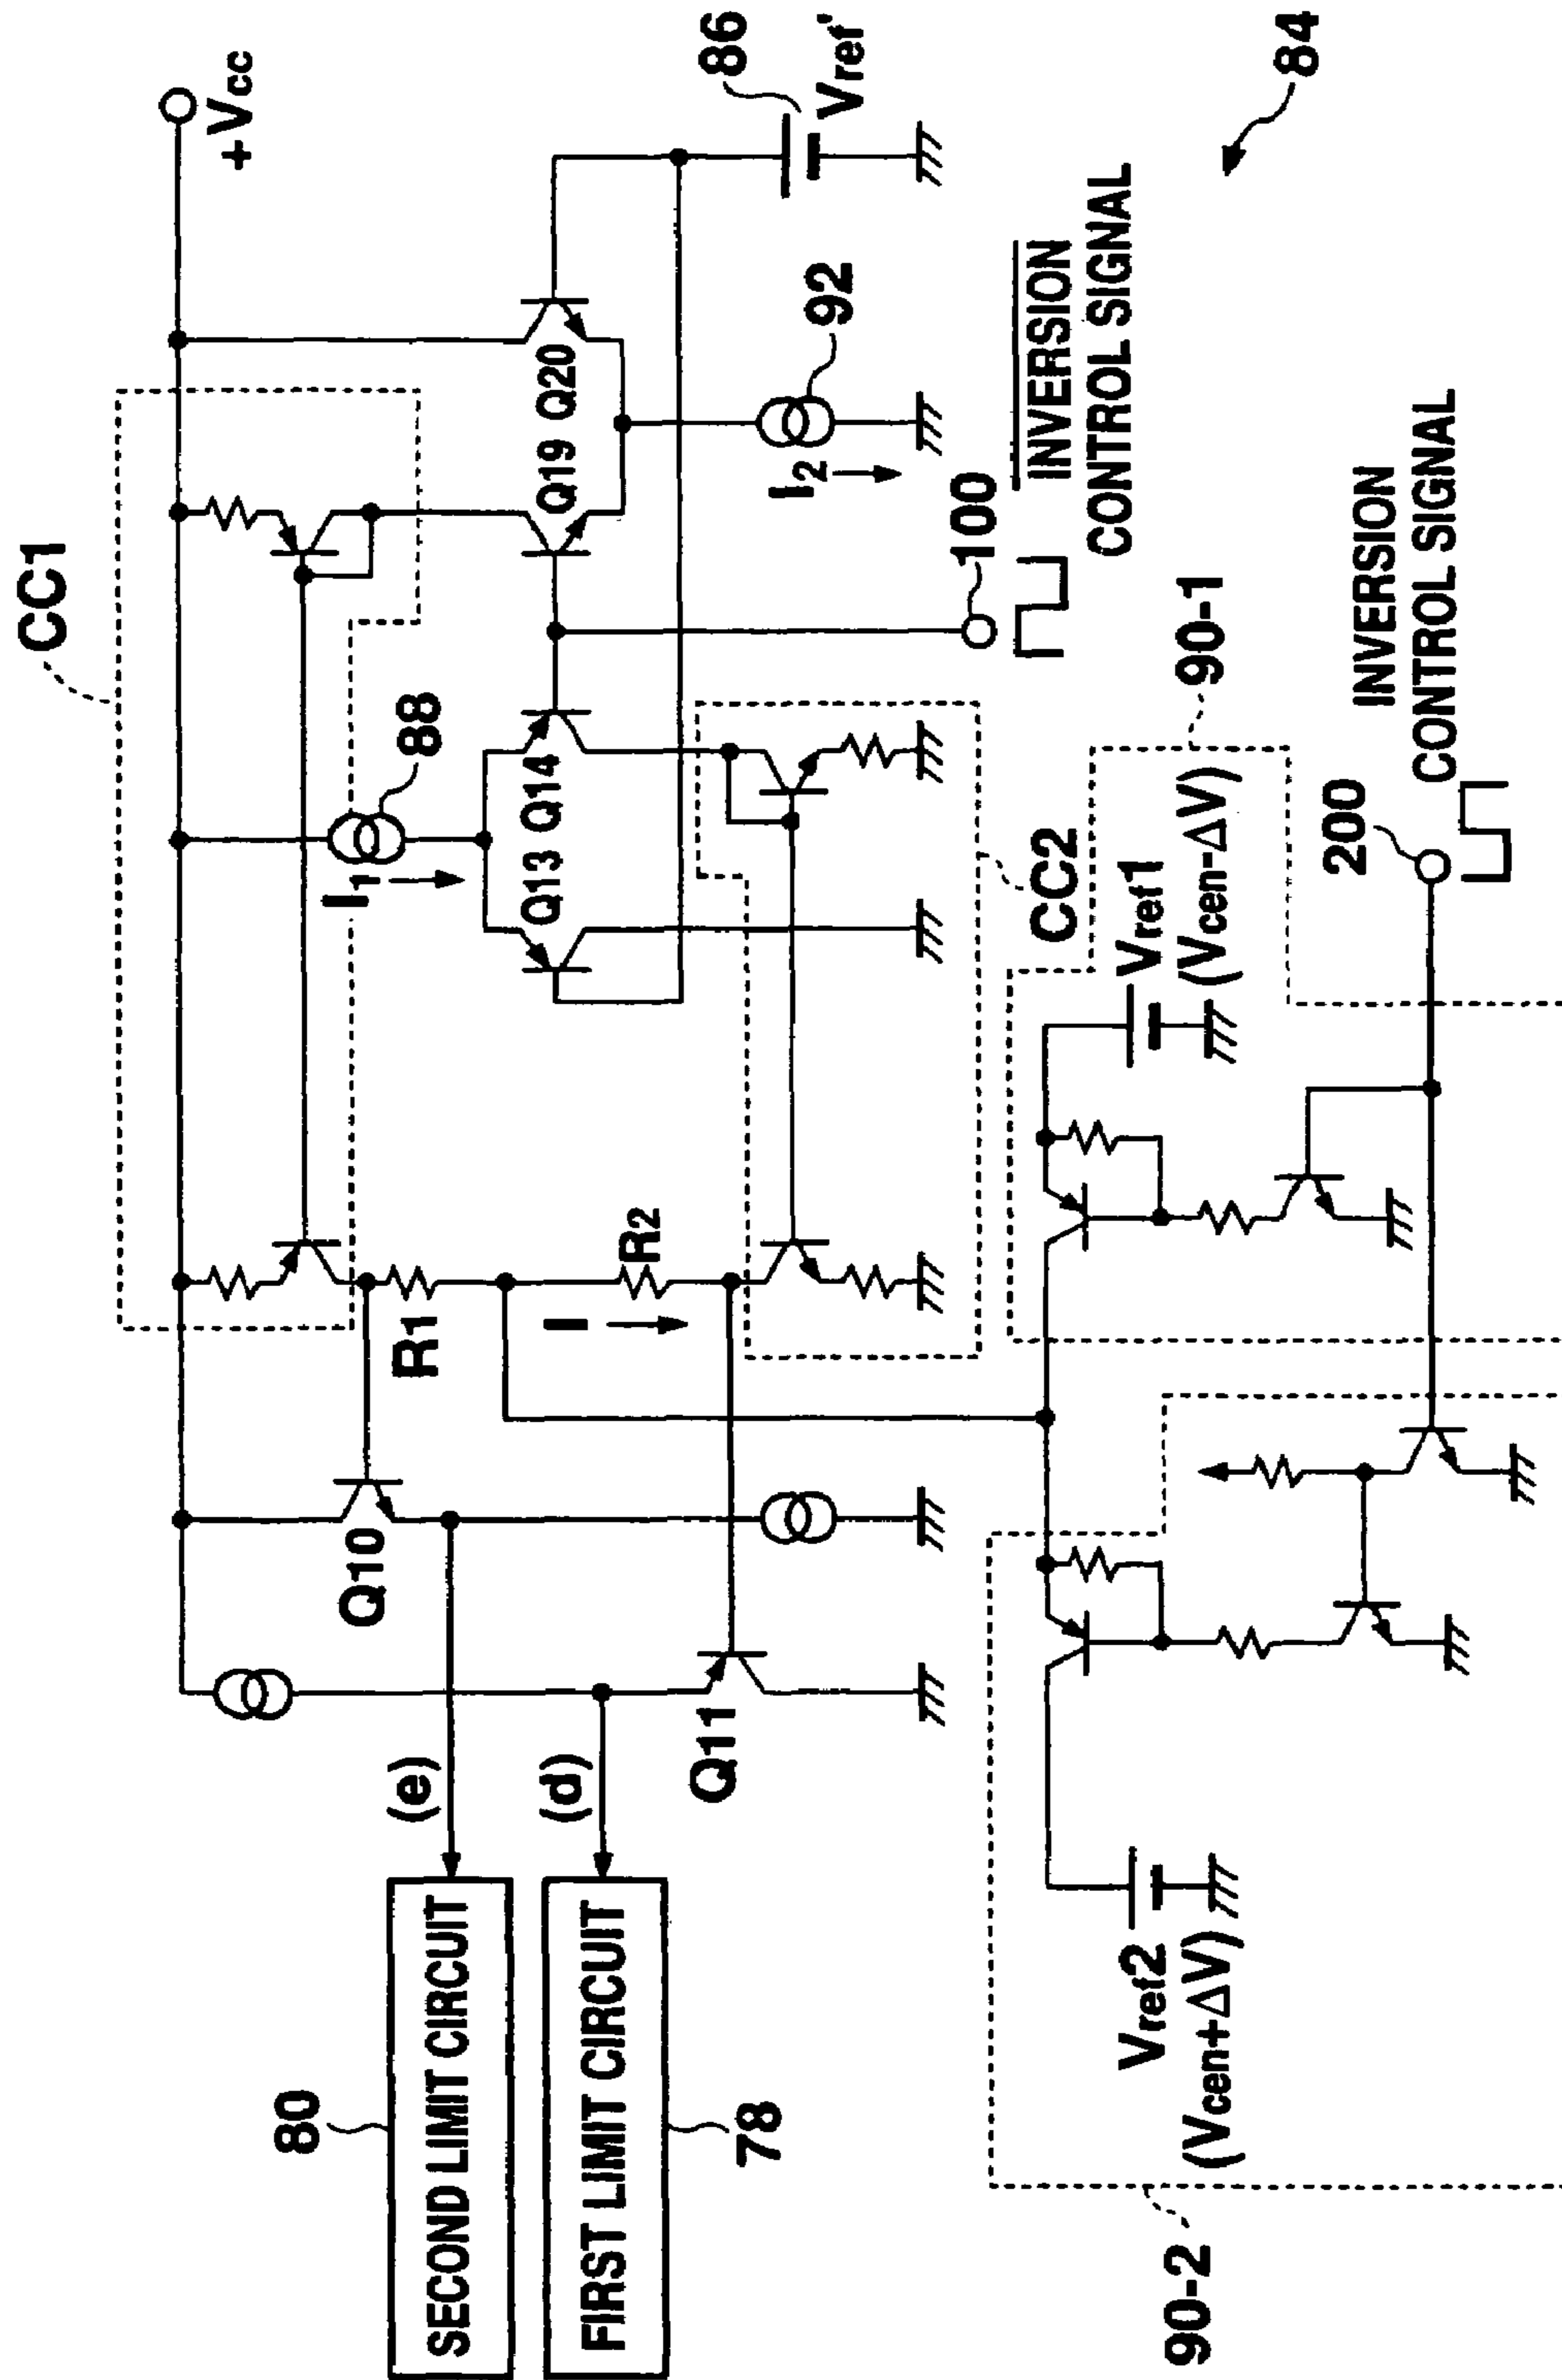 CC1
+Vcc
88
I1
Q13 Q14
Q19 Q20
86
Vref'
I2
92
100
INVERSION
CONTROL SIGNAL
84
R1
I
R2
Q10
Q11
(e)
(d)
80
SECOND LIMIT CIRCUIT
FIRST LIMIT CIRCUIT
78
CC2
90-1
Vref1
(Vcen-ΔV)
200
INVERSION
CONTROL SIGNAL
Vref2
(Vcen+ΔV)
90-2